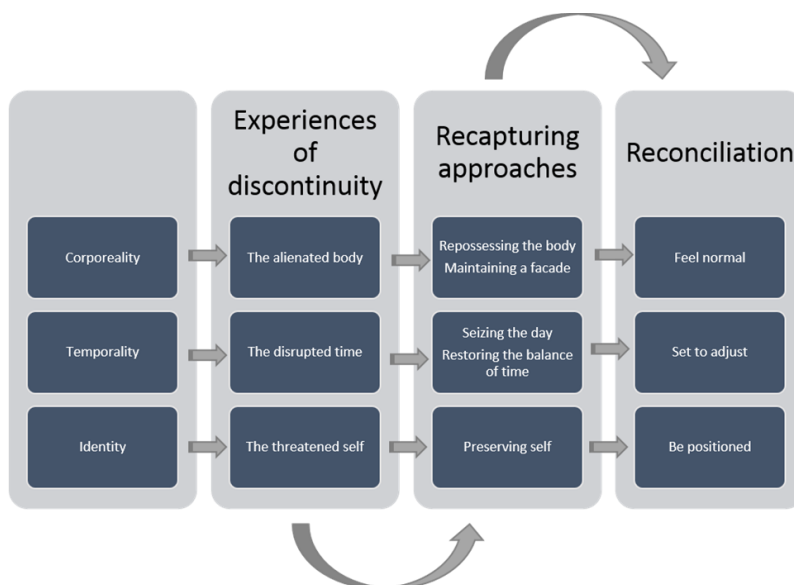 Experiences
of
discontinuity
Recapturing
approaches
Reconciliation
Corporeality
The alienated body
Repossessing the body
Maintaining a facade
Feel normal
Temporality
The disrupted time
Seizing the day
Restoring the balance
of time
Set to adjust
Identity
The threatened self
Preserving self
Be positioned